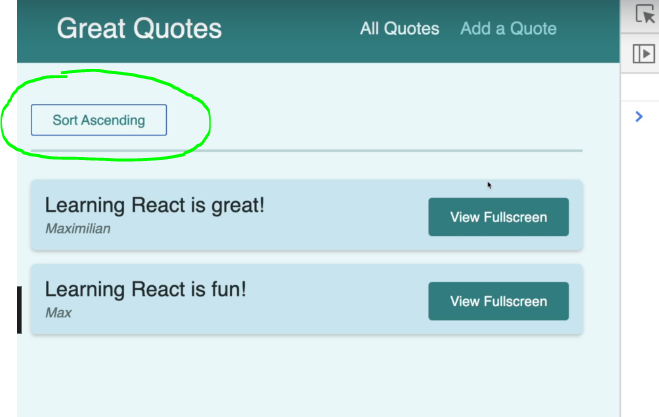 Great Quotes
All Quotes
Add a Quote
Sort Ascending
Learning React is great!
Maximilian
View Fullscreen
Learning React is fun!
Max
View Fullscreen